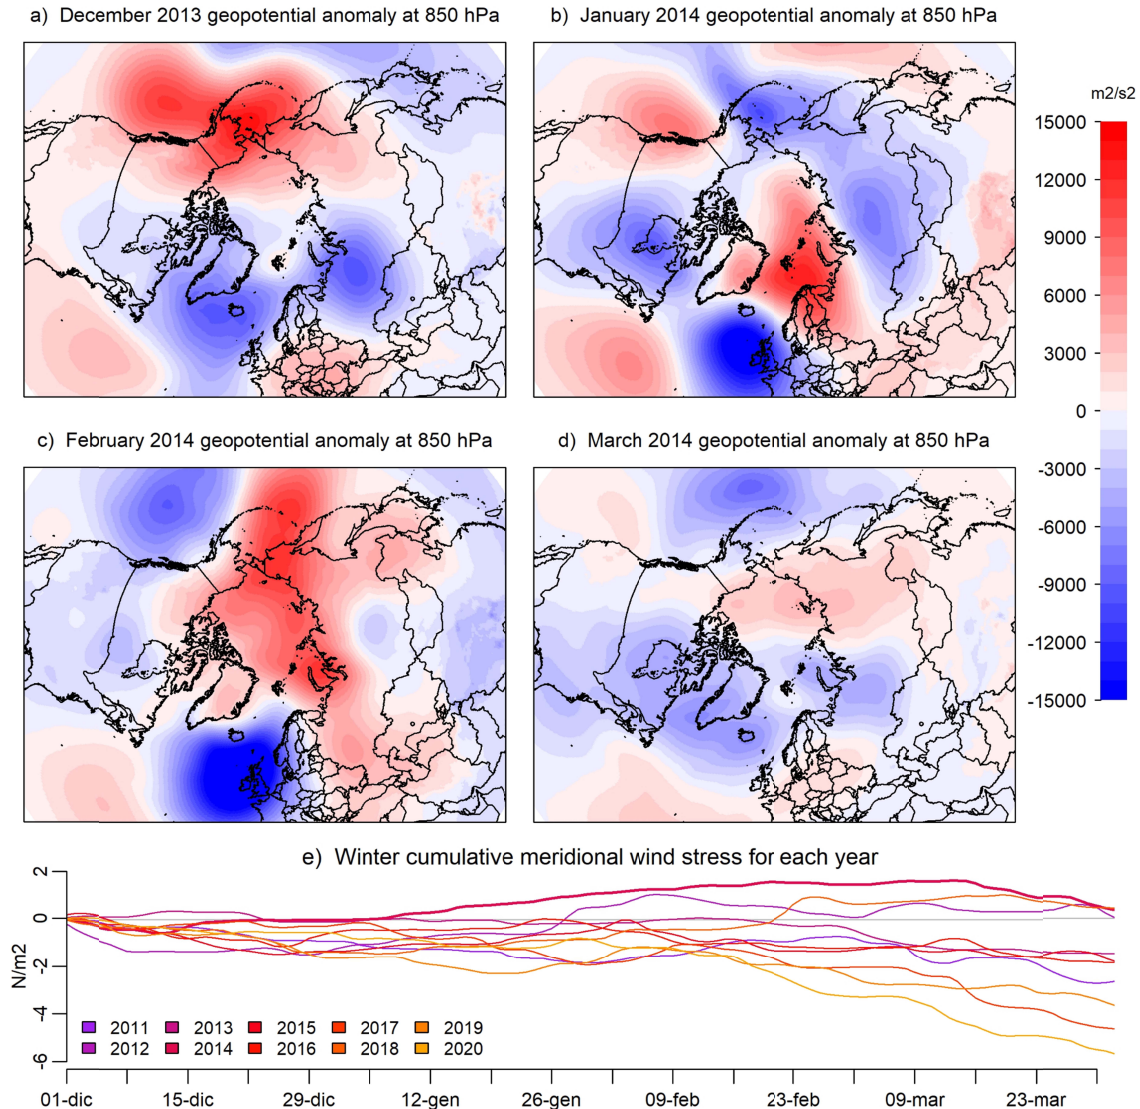 a) December 2013 geopotential anomaly at 850 hPa
b) January 2014 geopotential anomaly at 850 hPa
m2/s2
15000
12000
9000
6000
3000
0
-3000
-6000
-9000
-12000
-15000
c) February 2014 geopotential anomaly at 850 hPa
d) March 2014 geopotential anomaly at 850 hPa
e) Winter cumulative meridional wind stress for each year
N/m2
2
0
-2
-4
-6
2011 2013 2015 2017 2019
2012 2014 2016 2018 2020
01-dic 15-dic 29-dic 12-gen 26-gen 09-feb 23-feb 09-mar 23-mar